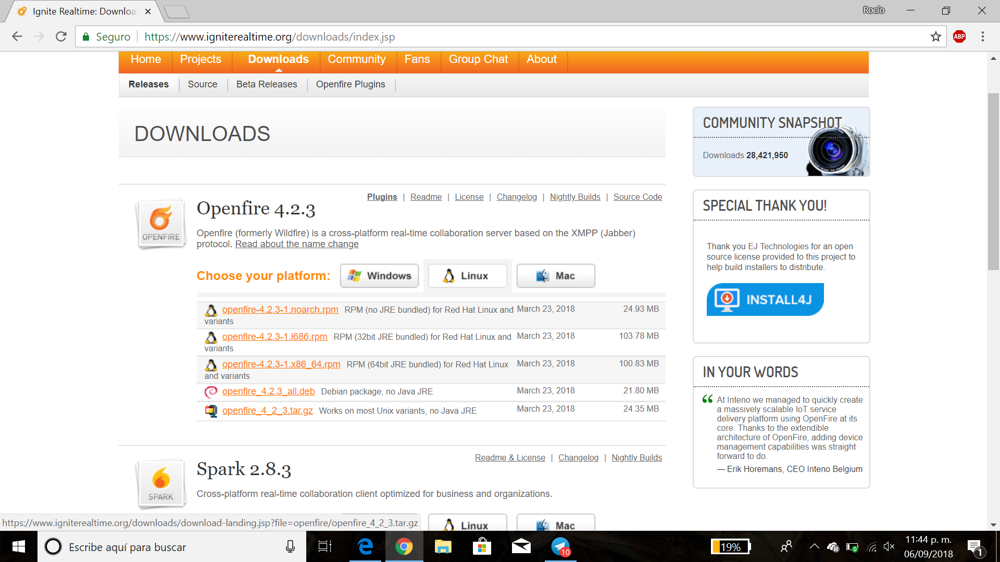 Ignite Realtime: Downloa
Rocío
Seguro
https://www.igniterealtime.org/downloads/index.jsp
ABP
Home
Projects
Downloads
Community
Fans
Group Chat
About
Releases
Source
Beta Releases
Openfire Plugins
DOWNLOADS
Plugins | Readme | License | Changelog | Nightly Builds | Source Code
OPENFIRE
Openfire 4.2.3
Openfire (formerly Wildfire) is a cross-platform real-time collaboration server based on the XMPP (Jabber)
protocol. Read about the name change
Choose your platform:
Windows
Linux
Mac
openfire-4.2.3-1.noarch.rpm RPM (no JRE bundled) for Red Hat Linux and March 23, 2018 24.93 MB
variants
openfire-4.2.3-1.i686.rpm RPM (32bit JRE bundled) for Red Hat Linux and March 23, 2018 103.78 MB
variants
openfire-4.2.3-1.x86_64.rpm RPM (64bit JRE bundled) for Red Hat Linux March 23, 2018 100.83 MB
and variants
openfire_4.2.3_all.deb Debian package, no Java JRE March 23, 2018 21.80 MB
openfire_4_2_3.tar.gz Works on most Unix variants, no Java JRE March 23, 2018 24.35 MB
Readme & License | Changelog | Nightly Builds
SPARK
Spark 2.8.3
Cross-platform real-time collaboration client optimized for business and organizations.
Linux
Mac
COMMUNITY SNAPSHOT
Downloads 28,421,950
SPECIAL THANK YOU!
Thank you EJ Technologies for an open
source license provided to this project to
help build installers to distribute.
INSTALL4J
IN YOUR WORDS
At Inteno we managed to quickly create
a massively scalable IoT service
delivery platform using OpenFire at its
core. Thanks to the extendible
architecture of OpenFire, adding device
management capabilities was straight
forward to do.
— Erik Horemans, CEO Inteno Belgium
https://www.igniterealtime.org/downloads/download-landing.jsp?file=openfire/openfire_4_2_3.tar.gz
Escribe aquí para buscar
10
19%
11:44 p. m.
06/09/2018
1